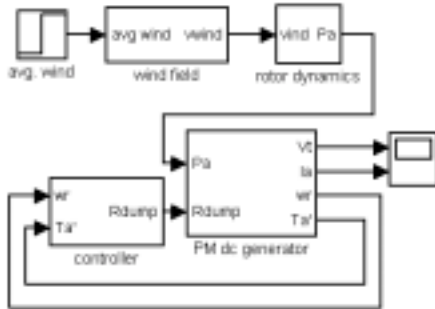 avg wind vwind
vind Pa
avg. wind
wind field
rotor dynamics
Pa
Vt
Ia
wr
wr
Rdump
Rdump
Ta'
Ta'
controller
PM dc generator